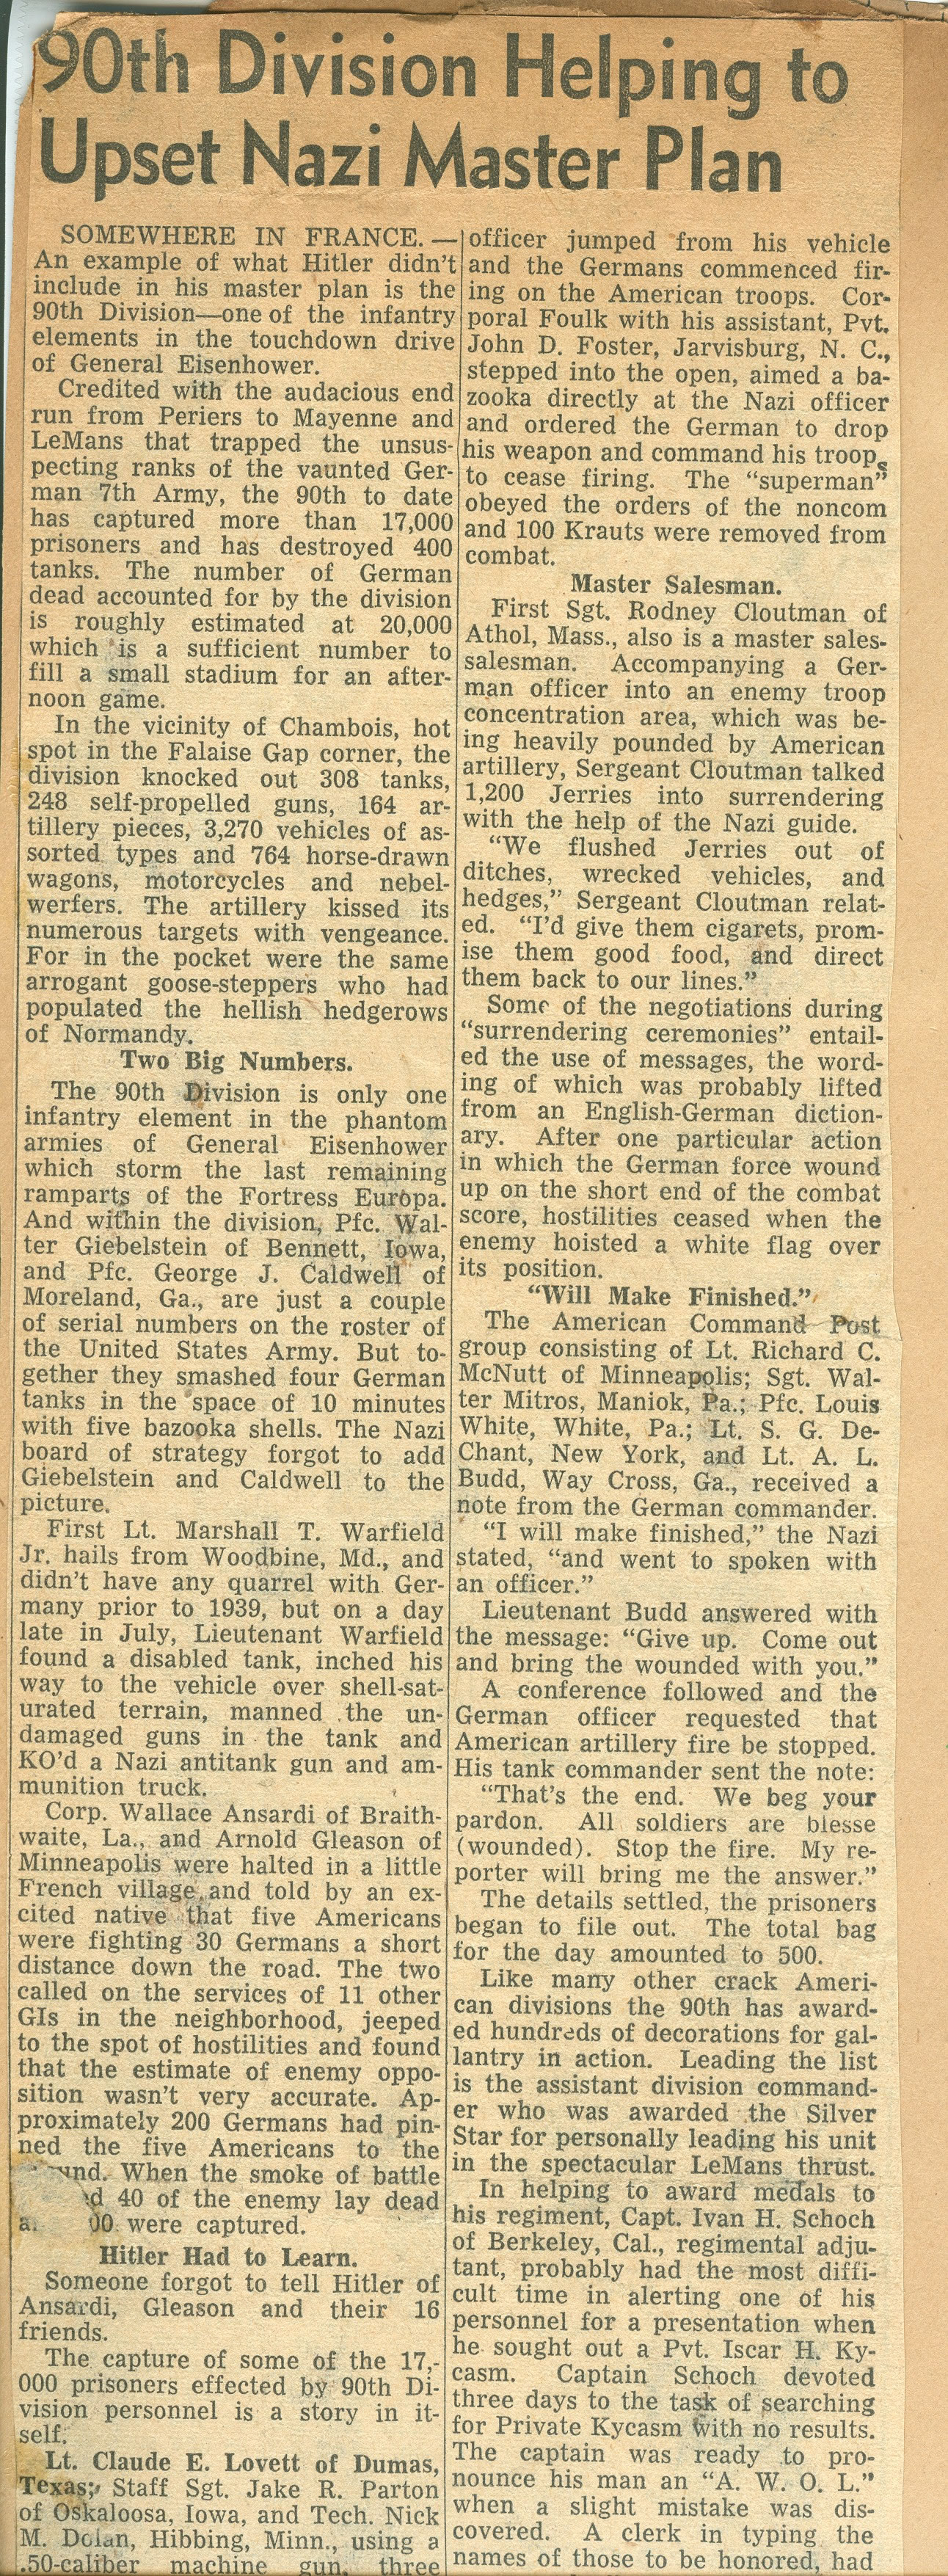 90th Division Helping to
Upset Nazi Master Plan
SOMEWHERE IN FRANCE. —
An example of what Hitler didn't
include in his master plan is the
90th Division—one of the infantry
elements in the touchdown drive
of General Eisenhower.
Credited with the audacious end
run from Periers to Mayenne and
LeMans that trapped the unsus-
pecting ranks of the vaunted Ger-
man 7th Army, the 90th to date
has captured more than 17,000
prisoners and has destroyed 400
tanks. The number of German
dead accounted for by the division
is roughly estimated at 20,000
which is a sufficient number to
fill a small stadium for an after-
noon game.
In the vicinity of Chambois, hot
spot in the Falaise Gap corner, the
division knocked out 308 tanks,
248 self-propelled guns, 164 ar-
tillery pieces, 3,270 vehicles of as-
sorted types and 764 horse-drawn
wagons, motorcycles and nebel-
werfers. The artillery kissed its
numerous targets with vengeance.
For in the pocket were the same
arrogant goose-steppers who had
populated the hellish hedgerows
of Normandy.
Two Big Numbers.
The 90th Division is only one
infantry element in the phantom
armies of General Eisenhower
which storm the last remaining
ramparts of the Fortress Europa.
And within the division, Pfc. Wal-
ter Giebelstein of Bennett, Iowa,
and Pfc. George J. Caldwell of
Moreland, Ga., are just a couple
of serial numbers on the roster of
the United States Army. But to-
gether they smashed four German
tanks in the space of 10 minutes
with five bazooka shells. The Nazi
board of strategy forgot to add
Giebelstein and Caldwell to the
picture.
First Lt. Marshall T. Warfield
Jr. hails from Woodbine, Md., and
didn't have any quarrel with Ger-
many prior to 1939, but on a day
late in July, Lieutenant Warfield
found a disabled tank, inched his
way to the vehicle over shell-sat-
urated terrain, manned the un-
damaged guns in the tank and
KO'd a Nazi antitank gun and am-
munition truck.
Corp. Wallace Ansardi of Braith-
waite, La., and Arnold Gleason of
Minneapolis were halted in a little
French village and told by an ex-
cited native that five Americans
were fighting 30 Germans a short
distance down the road. The two
called on the services of 11 other
GIs in the neighborhood, jeeped
to the spot of hostilities and found
that the estimate of enemy oppo-
sition wasn't very accurate. Ap-
proximately 200 Germans had pin-
ned the five Americans to the
When the smoke of battle
40 of the enemy lay dead
were captured.
Hitler Had to Learn.
Someone forgot to tell Hitler of
Ansardi, Gleason and their 16
friends.
The capture of some of the 17,-
000 prisoners effected by 90th Di-
vision personnel is a story in it-
self.
Lt. Claude E. Lovett of Dumas,
Texas; Staff Sgt. Jake R. Parton
of Oskaloosa, Iowa, and Tech. Nick
M. Dolan, Hibbing, Minn., using a
.50-caliber machine gun, three
officer jumped from his vehicle
and the Germans commenced fir-
ing on the American troops. Cor-
poral Foulk with his assistant, Pvt.
John D. Foster, Jarvisburg, N. C.,
stepped into the open, aimed a ba-
zooka directly at the Nazi officer
and ordered the German to drop
his weapon and command his troops
to cease firing. The "superman"
obeyed the orders of the noncom
and 100 Krauts were removed from
combat.
Master Salesman.
First Sgt. Rodney Cloutman of
Athol, Mass., also is a master sales-
salesman. Accompanying a Ger-
man officer into an enemy troop
concentration area, which was be-
ing heavily pounded by American
artillery, Sergeant Cloutman talked
1,200 Jerries into surrendering
with the help of the Nazi guide.
"We flushed Jerries out of
ditches, wrecked vehicles, and
hedges," Sergeant Cloutman relat-
ed. "I'd give them cigarets, prom-
ise them good food, and direct
them back to our lines."
Some of the negotiations during
"surrendering ceremonies" entail-
ed the use of messages, the word-
ing of which was probably lifted
from an English-German diction-
ary. After one particular action
in which the German force wound
up on the short end of the combat
score, hostilities ceased when the
enemy hoisted a white flag over
its position.
"Will Make Finished."
The American Command Post
group consisting of Lt. Richard C.
McNutt of Minneapolis; Sgt. Wal-
ter Mitros, Maniok, Pa.; Pfc. Louis
White, White, Pa.; Lt. S. G. De-
Chant, New York, and Lt. A. L.
Budd, Way Cross, Ga., received a
note from the German commander.
"I will make finished," the Nazi
stated, "and went to spoken with
an officer."
Lieutenant Budd answered with
the message: "Give up. Come out
and bring the wounded with you."
A conference followed and the
German officer requested that
American artillery fire be stopped.
His tank commander sent the note:
"That's the end. We beg your
pardon. All soldiers are blesse
(wounded). Stop the fire. My re-
porter will bring me the answer."
The details settled, the prisoners
began to file out. The total bag
for the day amounted to 500.
Like many other crack Ameri-
can divisions the 90th has award-
ed hundreds of decorations for gal-
lantry in action. Leading the list
is the assistant division command-
er who was awarded the Silver
Star for personally leading his unit
in the spectacular LeMans thrust.
In helping to award medals to
his regiment, Capt. Ivan H. Schoch
of Berkeley, Cal., regimental adju-
tant, probably had the most diffi-
cult time in alerting one of his
personnel for a presentation when
he sought out a Pvt. Iscar H. Ky-
casm. Captain Schoch devoted
three days to the task of searching
for Private Kycasm with no results.
The captain was ready to pro-
nounce his man an "A. W. O. L."
when a slight mistake was dis-
covered. A clerk in typing the
names of those to be honored, had